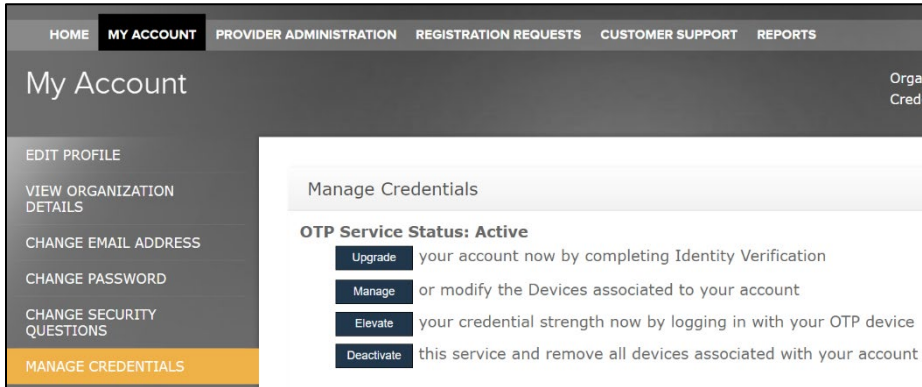 HOME MY ACCOUNT PROVIDER ADMINISTRATION REGISTRATION REQUESTS CUSTOMER SUPPORT REPORTS
My Account
Orga
Cred
EDIT PROFILE
VIEW ORGANIZATION
DETAILS
CHANGE EMAIL ADDRESS
CHANGE PASSWORD
CHANGE SECURITY
QUESTIONS
MANAGE CREDENTIALS
Manage Credentials
OTP Service Status: Active
Upgrade your account now by completing Identity Verification
Manage or modify the Devices associated to your account
Elevate your credential strength now by logging in with your OTP device
Deactivate this service and remove all devices associated with your account